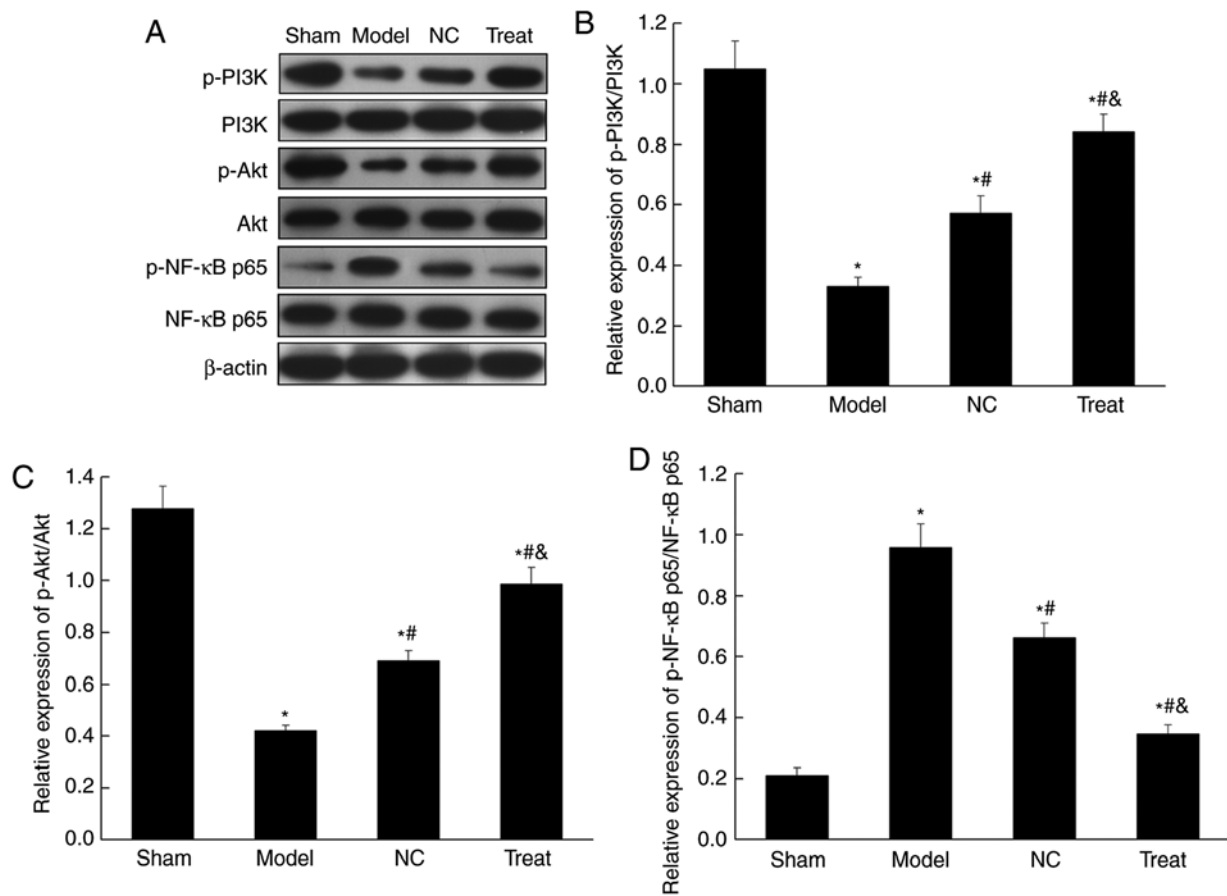 A
Sham Model NC Treat
p-PI3K
PI3K
p-Akt
Akt
p-NF-κB p65
NF-κB p65
β-actin
B
Relative expression of p-PI3K/PI3K
1.2
1.0
0.8
0.6
0.4
0.2
0.0
*
*#
*#&
Sham Model NC Treat
C
Relative expression of p-Akt/Akt
1.4
1.2
1.0
0.8
0.6
0.4
0.2
0.0
*
*#
*#&
Sham Model NC Treat
D
Relative expression of p-NF-κB p65/NF-κB p65
1.2
1.0
0.8
0.6
0.4
0.2
0.0
*
*#
*#&
Sham Model NC Treat